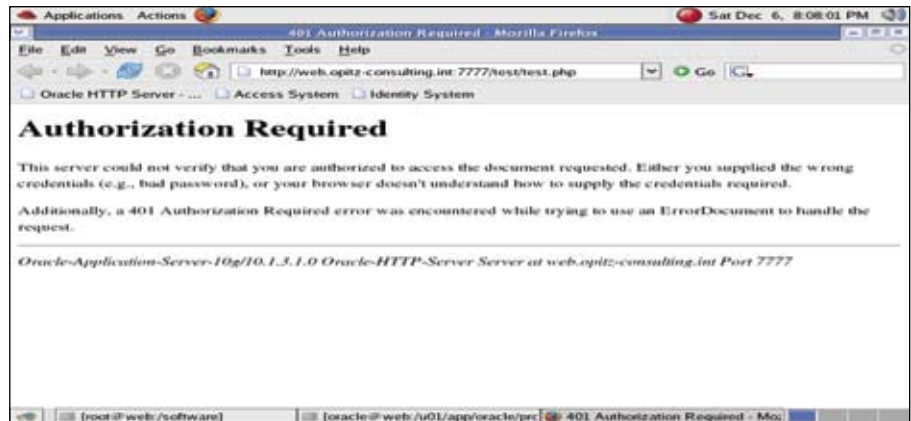 Applications Actions Sat Dec 6, 8:08:01 PM
401 Authorization Required - Mozilla Firefox
File Edit View Go Bookmarks Tools Help
http://web.opitz-consulting.int:7777/test/test.php Go
Oracle HTTP Server - ... Access System Identity System
Authorization Required
This server could not verify that you are authorized to access the document requested. Either you supplied the wrong
credentials (e.g., bad password), or your browser doesn't understand how to supply the credentials required.
Additionally, a 401 Authorization Required error was encountered while trying to use an ErrorDocument to handle the
request.
Oracle-Application-Server-10g/10.1.3.1.0 Oracle-HTTP-Server Server at web.opitz-consulting.int Port 7777
[root@web:/software] [oracle@web:/u01/app/oracle/prc 401 Authorization Required - Moz